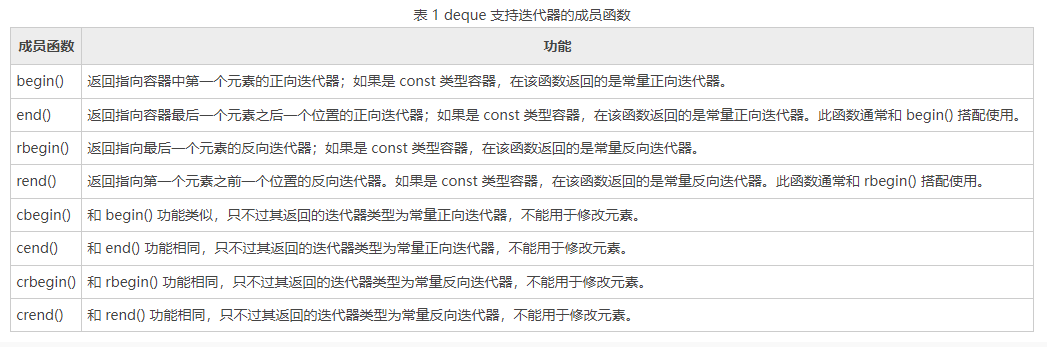 表 1 deque 支持迭代器的成员函数
成员函数 功能
begin() 返回指向容器中第一个元素的正向迭代器；如果是 const 类型容器，在该函数返回的是常量正向迭代器。
end() 返回指向容器最后一个元素之后一个位置的正向迭代器；如果是 const 类型容器，在该函数返回的是常量正向迭代器。此函数通常和 begin() 搭配使用。
rbegin() 返回指向最后一个元素的反向迭代器；如果是 const 类型容器，在该函数返回的是常量反向迭代器。
rend() 返回指向第一个元素之前一个位置的反向迭代器。如果是 const 类型容器，在该函数返回的是常量反向迭代器。此函数通常和 rbegin() 搭配使用。
cbegin() 和 begin() 功能类似，只不过其返回的迭代器类型为常量正向迭代器，不能用于修改元素。
cend() 和 end() 功能相同，只不过其返回的迭代器类型为常量正向迭代器，不能用于修改元素。
crbegin() 和 rbegin() 功能相同，只不过其返回的迭代器类型为常量反向迭代器，不能用于修改元素。
crend() 和 rend() 功能相同，只不过其返回的迭代器类型为常量反向迭代器，不能用于修改元素。